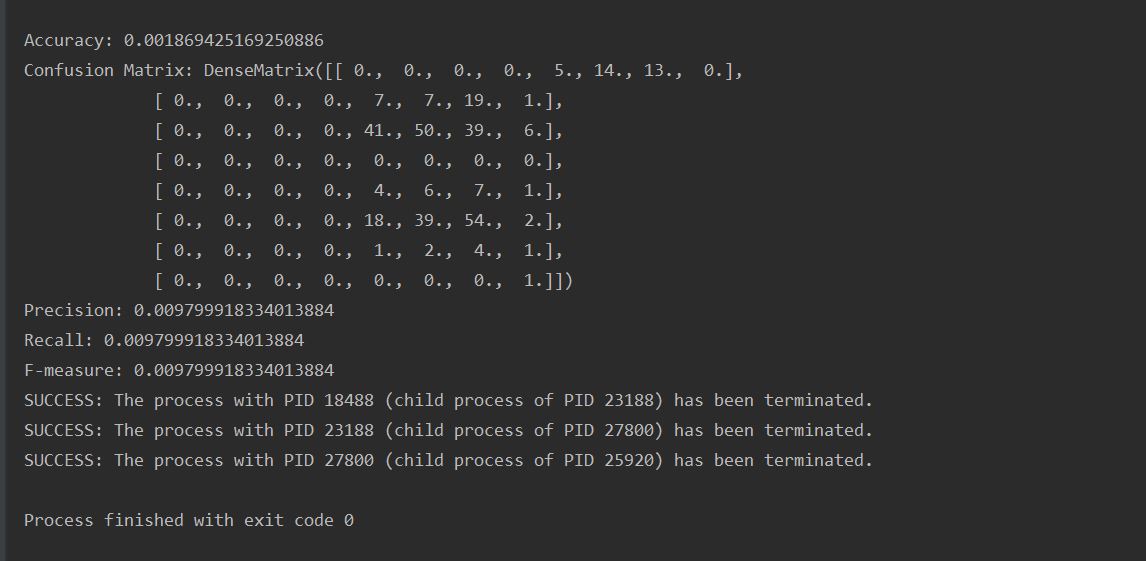 Accuracy: 0.001869425169250886
Confusion Matrix: DenseMatrix([[ 0.,  0.,  0.,  0.,  5., 14., 13.,  0.],
             [ 0.,  0.,  0.,  0.,  7.,  7., 19.,  1.],
             [ 0.,  0.,  0.,  0., 41., 50., 39.,  6.],
             [ 0.,  0.,  0.,  0.,  0.,  0.,  0.,  0.],
             [ 0.,  0.,  0.,  0.,  4.,  6.,  7.,  1.],
             [ 0.,  0.,  0.,  0., 18., 39., 54.,  2.],
             [ 0.,  0.,  0.,  0.,  1.,  2.,  4.,  1.],
             [ 0.,  0.,  0.,  0.,  0.,  0.,  0.,  1.]])
Precision: 0.009799918334013884
Recall: 0.009799918334013884
F-measure: 0.009799918334013884
SUCCESS: The process with PID 18488 (child process of PID 23188) has been terminated.
SUCCESS: The process with PID 23188 (child process of PID 27800) has been terminated.
SUCCESS: The process with PID 27800 (child process of PID 25920) has been terminated.
Process finished with exit code 0